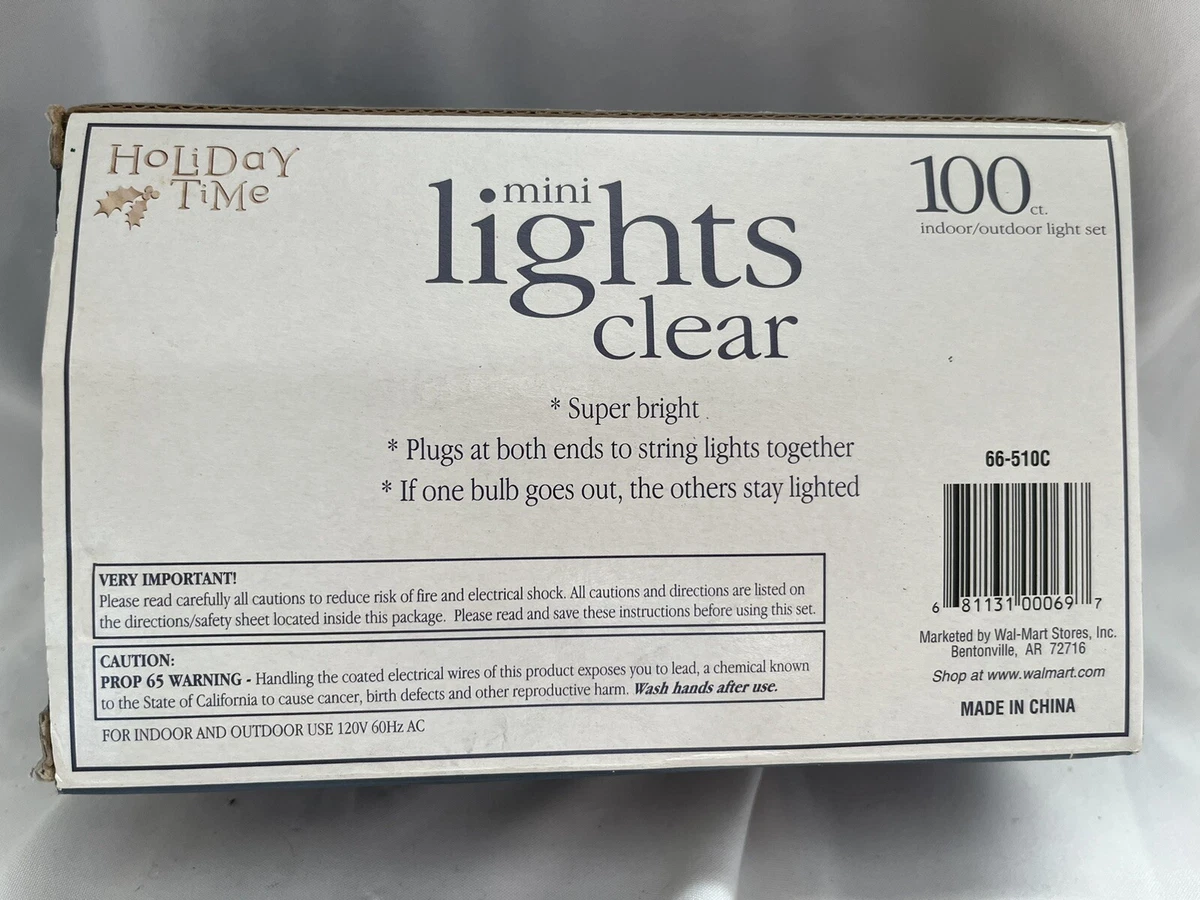 HOLiDaY
TiMe
mini
lights
clear
100 ct.
indoor/outdoor light set
* Super bright
* Plugs at both ends to string lights together
* If one bulb goes out, the others stay lighted
66-510C
6 81131 00069 7
Marketed by Wal-Mart Stores, Inc.
Bentonville, AR 72716
Shop at www.walmart.com
MADE IN CHINA
VERY IMPORTANT!
Please read carefully all cautions to reduce risk of fire and electrical shock. All cautions and directions are listed on
the directions/safety sheet located inside this package. Please read and save these instructions before using this set.
CAUTION:
PROP 65 WARNING - Handling the coated electrical wires of this product exposes you to lead, a chemical known
to the State of California to cause cancer, birth defects and other reproductive harm. Wash hands after use.
FOR INDOOR AND OUTDOOR USE 120V 60Hz AC